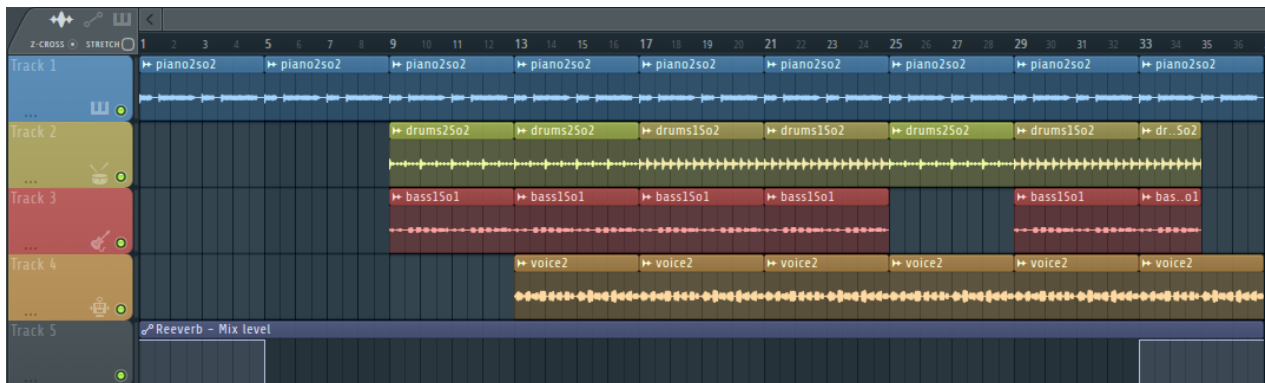 Z-CROSS STRETCH 1 2 3 4 5 6 7 8 9 10 11 12 13 14 15 16 17 18 19 20 21 22 23 24 25 26 27 28 29 30 31 32 33 34 35 36
Track 1 piano2so2 piano2so2 piano2so2 piano2so2 piano2so2 piano2so2 piano2so2 piano2so2 piano2so2
...
Track 2 drums2So2 drums2So2 drums1So2 drums1So2 drums2So2 drums1So2 dr..So2
...
Track 3 bass1So1 bass1So1 bass1So1 bass1So1 bass1So1 bas..o1
...
Track 4 voice2 voice2 voice2 voice2 voice2 voice2
...
Track 5 Reeverb - Mix level
...